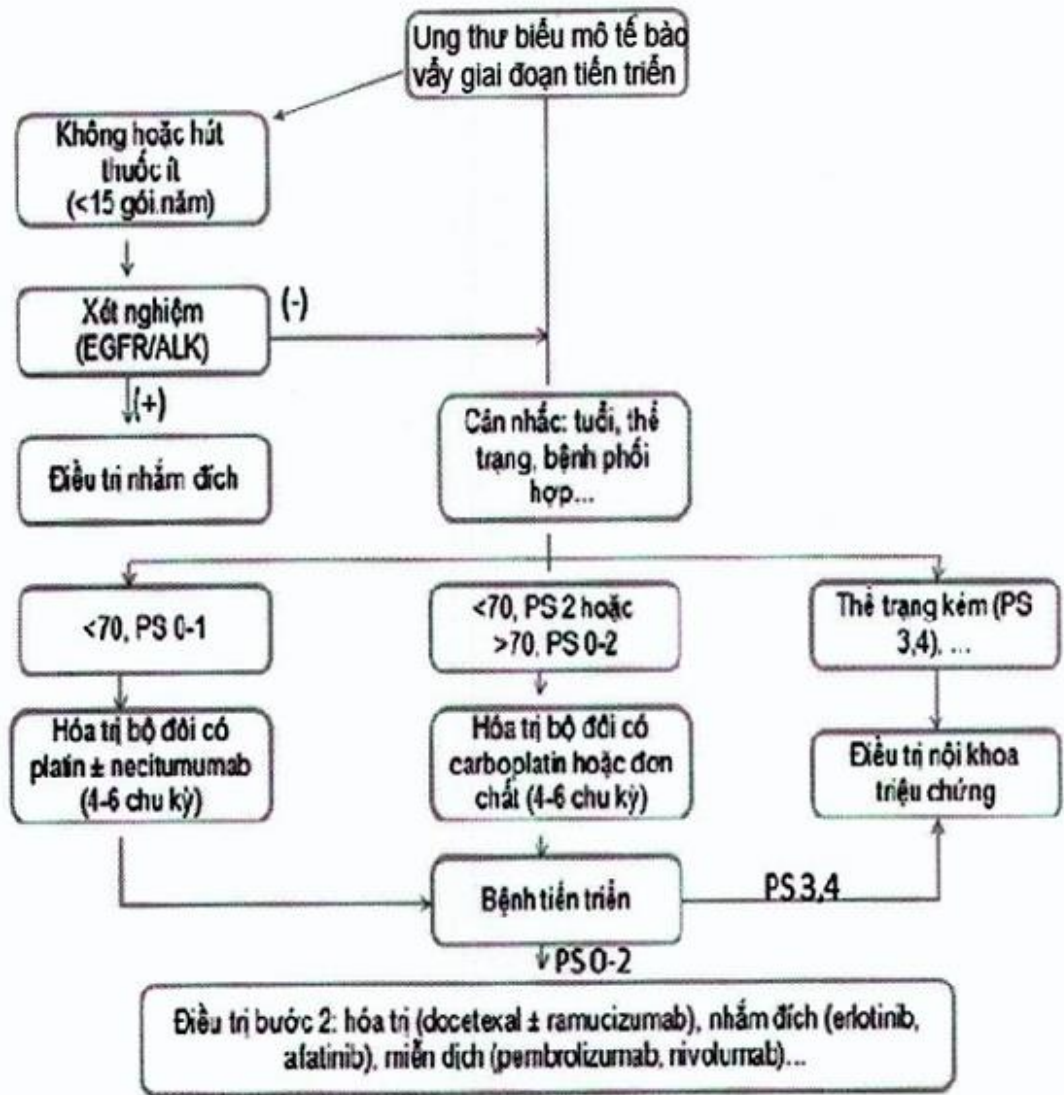 Ung thư biểu mô tế bào
vẩy giai đoạn tiến triển
Không hoặc hút
thuốc ít
(<15 gói.năm)
Xét nghiệm
(EGFR/ALK)
(-)
(+)
Điều trị nhắm đích
Cân nhắc: tuổi, thể
trạng, bệnh phối
hợp...
<70, PS 0-1
<70, PS 2 hoặc
>70, PS 0-2
Thể trạng kém (PS
3,4), ...
Hóa trị bộ đôi có
platin ± necitumumab
(4-6 chu kỳ)
Hóa trị bộ đôi có
carboplatin hoặc đơn
chất (4-6 chu kỳ)
Điều trị nội khoa
triệu chứng
Bệnh tiến triển
PS 3,4
PS 0-2
Điều trị bước 2: hóa trị (docetexal ± ramucizumab), nhắm đích (erlotinib,
afatinib), miễn dịch (pembrolizumab, nivolumab)...